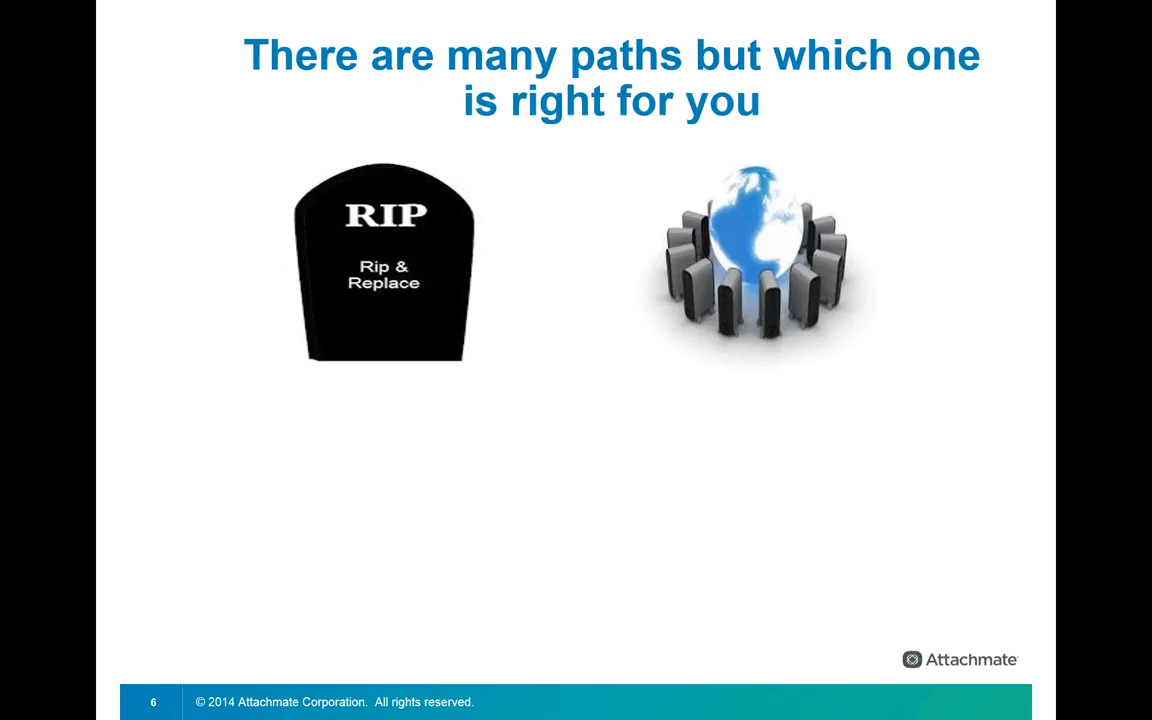 There are many paths but which one
is right for you
RIP
Rip &
Replace
Attachmate
6
© 2014 Attachmate Corporation. All rights reserved.